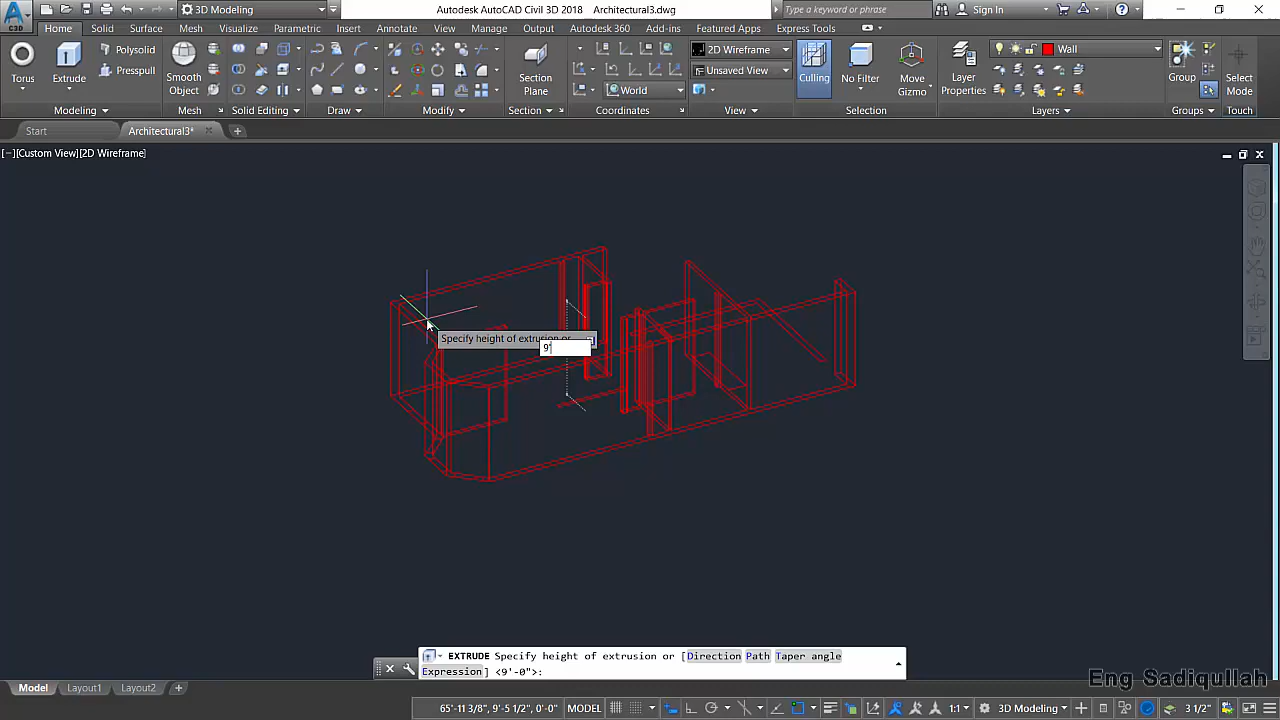 A
C3D
3D Modeling
Autodesk AutoCAD Civil 3D 2018 Architectural3.dwg
Type a keyword or phrase
Sign In
Home Solid Surface Mesh Visualize Parametric Insert Annotate View Manage Output Autodesk 360 Add-ins Featured Apps Express Tools
Torus
Extrude
Polysolid
Presspull
Smooth
Object
Section
Plane
World
2D Wireframe
Unsaved View
Culling
No Filter
Move
Gizmo
Layer
Properties
Wall
Group
Select
Mode
Modeling Mesh Solid Editing Draw Modify Section Coordinates View Selection Layers Groups Touch
Start Architectural3*
[−][Custom View][2D Wireframe]
Specify height of extrusion or
9'
EXTRUDE Specify height of extrusion or [Direction Path Taper angle
Expression] <9'-0">:
Eng Sadiqullah
Model Layout1 Layout2 +
65'-11 3/8", 9'-5 1/2", 0'-0" MODEL 1:1 3D Modeling 3 1/2"